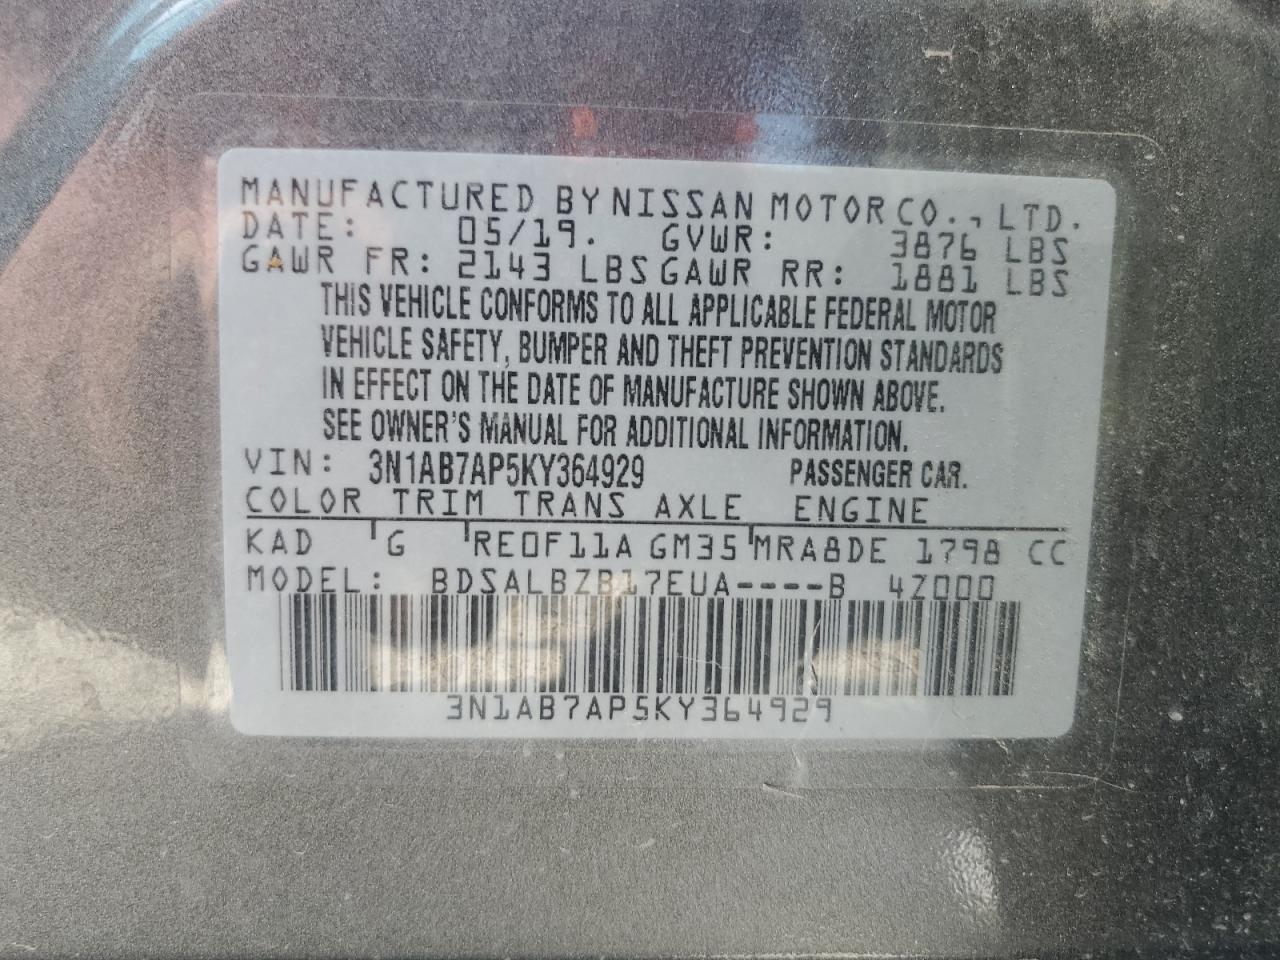 MANUFACTURED BY NISSAN MOTOR CO., LTD.
DATE: 05/19. GVWR: 3876 LBS
GAWR FR: 2143 LBS GAWR RR: 1881 LBS
THIS VEHICLE CONFORMS TO ALL APPLICABLE FEDERAL MOTOR
VEHICLE SAFETY, BUMPER AND THEFT PREVENTION STANDARDS
IN EFFECT ON THE DATE OF MANUFACTURE SHOWN ABOVE.
SEE OWNER'S MANUAL FOR ADDITIONAL INFORMATION.
VIN: 3N1AB7AP5KY364929 PASSENGER CAR.
COLOR TRIM TRANS AXLE ENGINE
KAD G RE0F11A GM35 MRA8DE 1798 CC
MODEL: BDSALBZB17EUA----B 4Z000
3N1AB7AP5KY364929